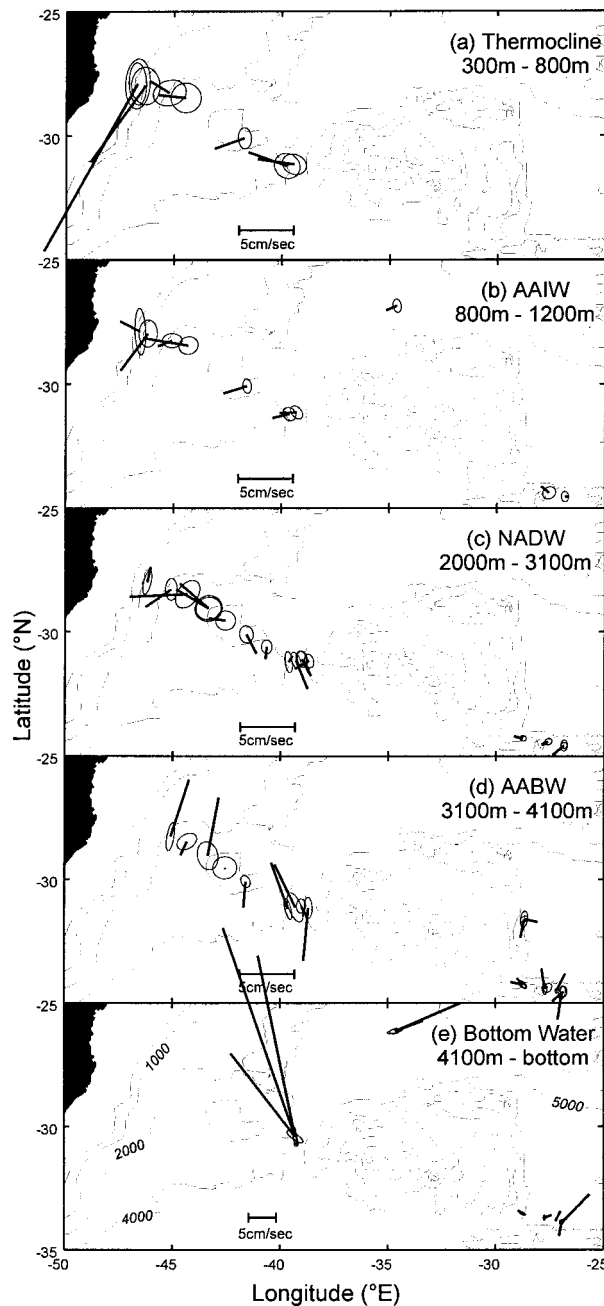 -25
(a) Thermocline
300m - 800m
-30
5cm/sec
-25
(b) AAIW
800m - 1200m
-30
5cm/sec
-25
(c) NADW
2000m - 3100m
-30
5cm/sec
-25
(d) AABW
3100m - 4100m
-30
5cm/sec
-25
(e) Bottom Water
4100m - bottom
1000
5000
-30
2000
4000
5cm/sec
-35
-50
-45
-40
-35
-30
-25
Latitude (°N)
Longitude (°E)